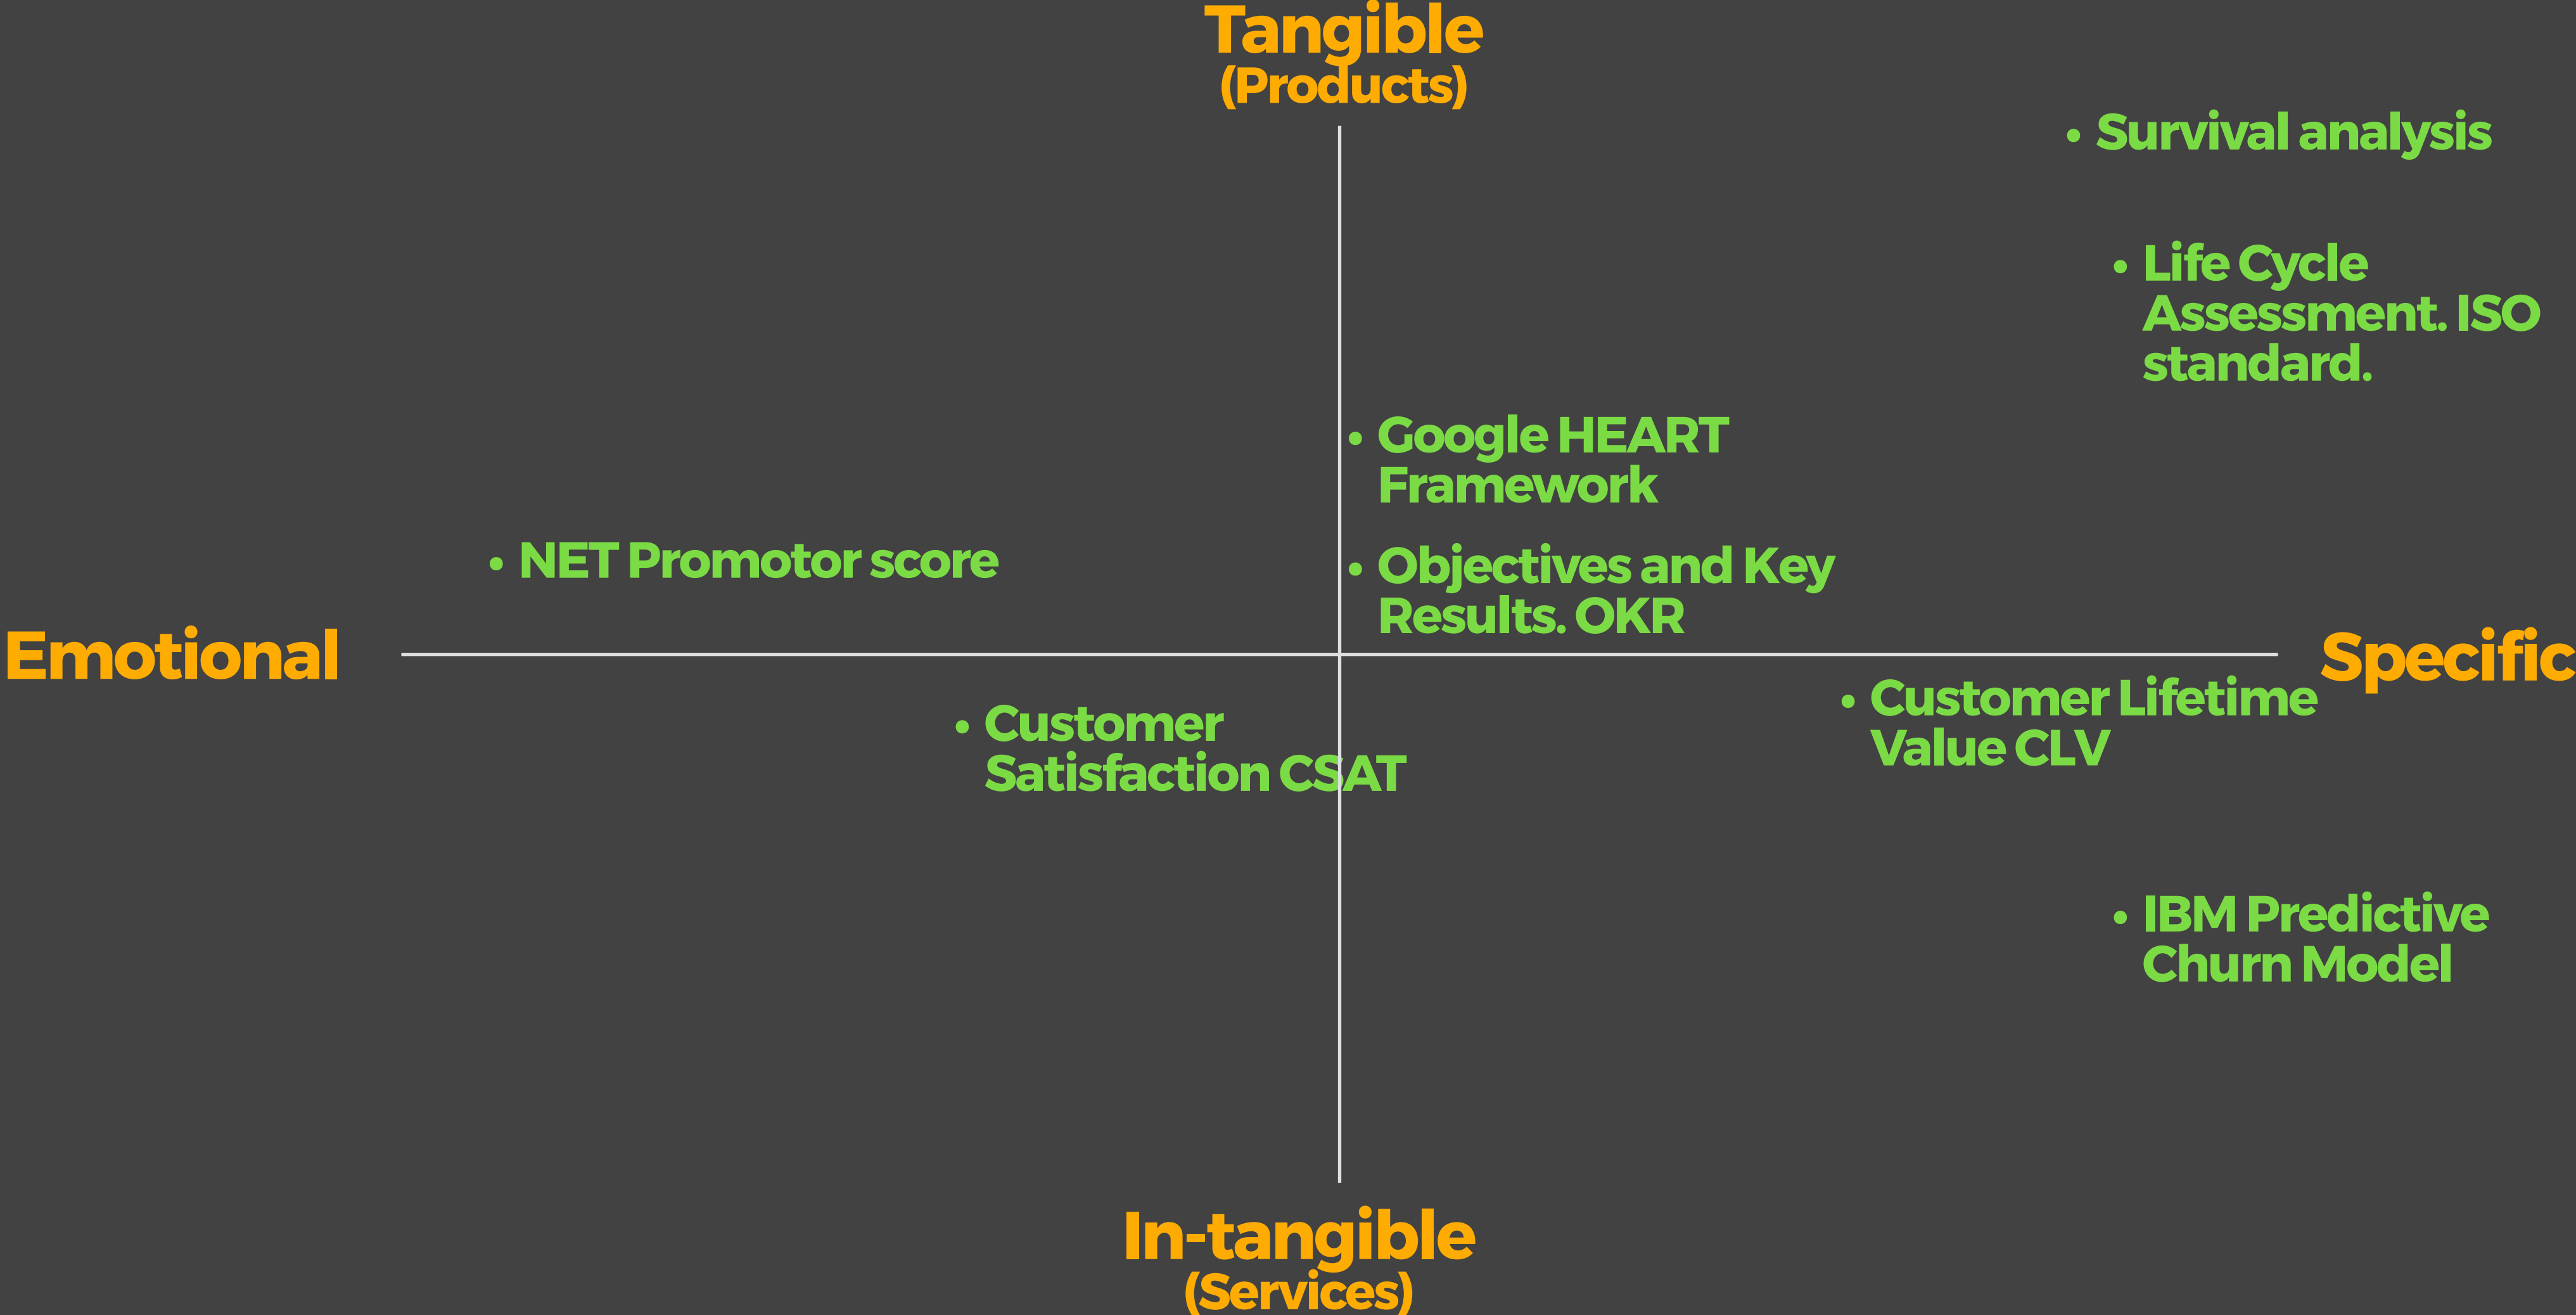 Tangible
(Products)
• Survival analysis
• Life Cycle
Assessment. ISO
standard.
• Google HEART
Framework
• NET Promotor score
• Objectives and Key
Results. OKR
Emotional
Specific
• Customer
Satisfaction CSAT
• Customer Lifetime
Value CLV
• IBM Predictive
Churn Model
In-tangible
(Services)